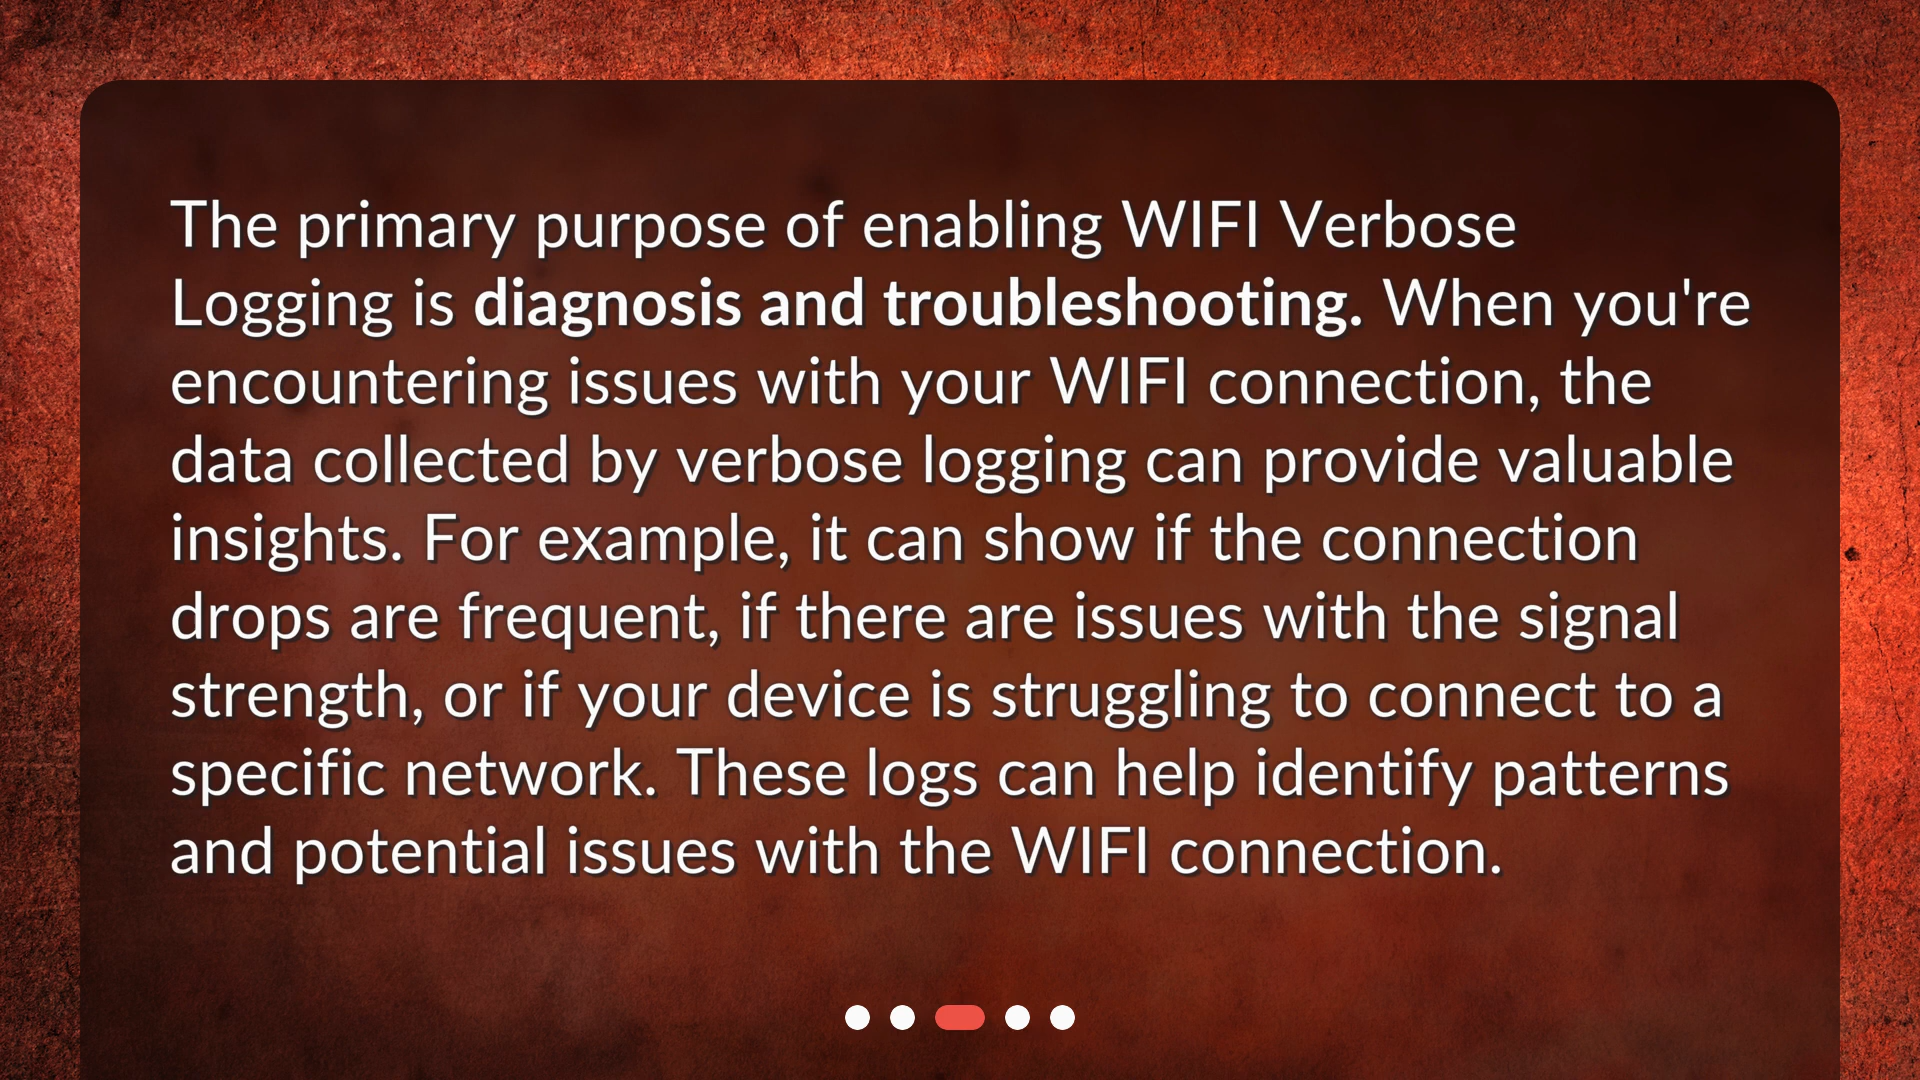 The primary purpose of enabling WIFI Verbose
Logging is diagnosis and troubleshooting. When you're
encountering issues with your WIFI connection, the
data collected by verbose logging can provide valuable
insights. For example, it can show if the connection
drops are frequent, if there are issues with the signal
strength, or if your device is struggling to connect to a
specific network. These logs can help identify patterns
and potential issues with the WIFI connection.